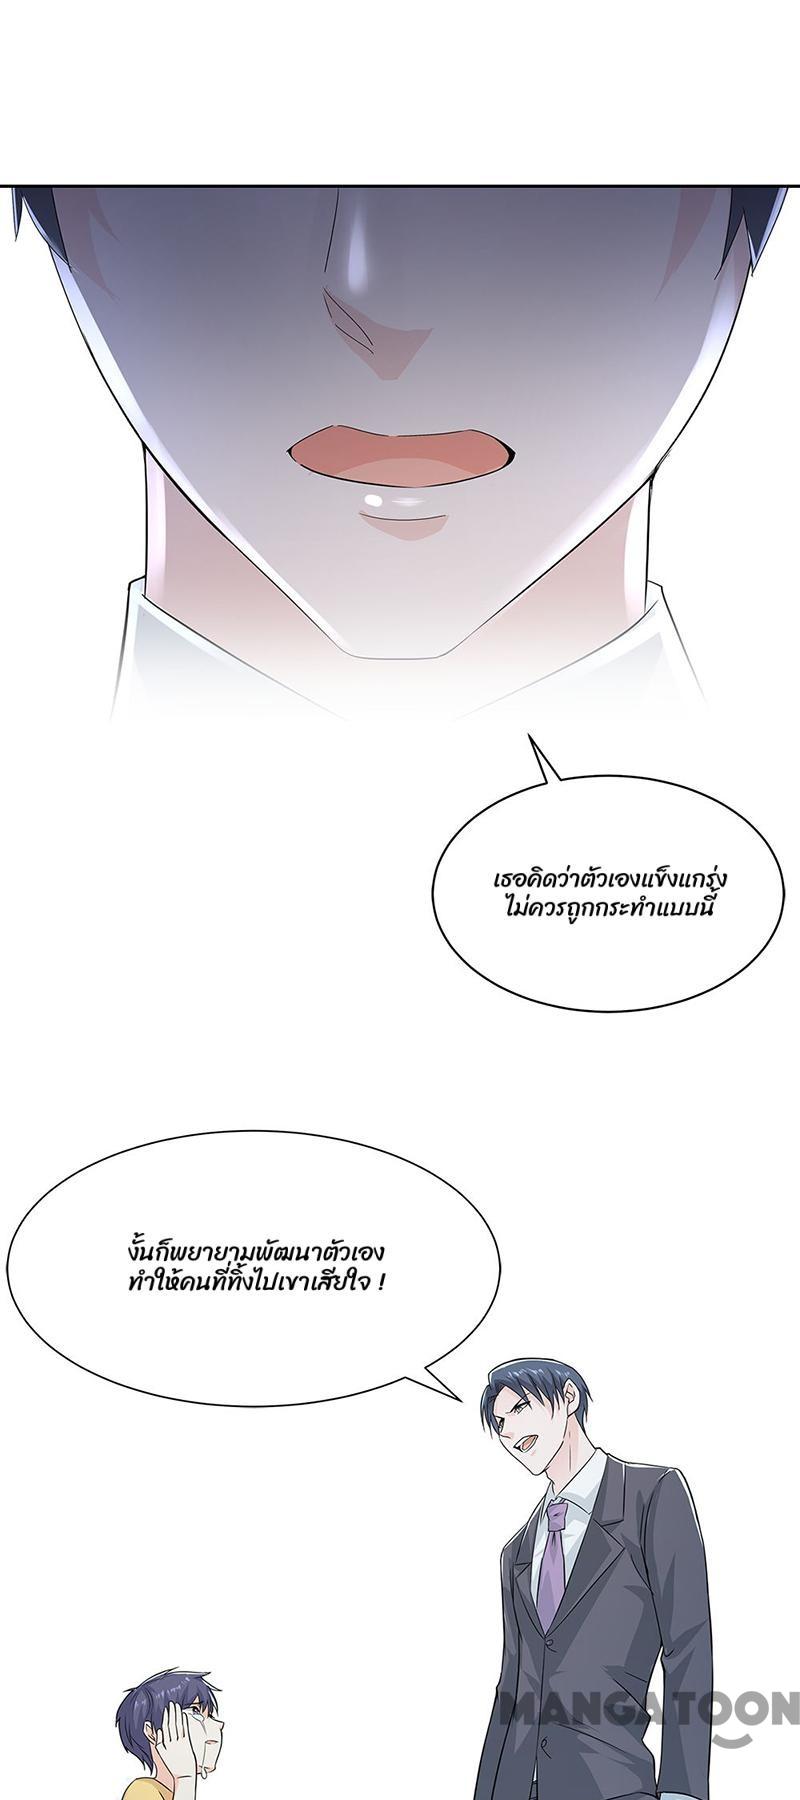 เธอคิดว่าตัวเองแข็งแกร่ง
ไม่ควรถูกกระทำแบบนี้
งั้นก็พยายามพัฒนาตัวเอง
ทำให้คนที่ทิ้งไปเขาเสียใจ !
MANGATOON